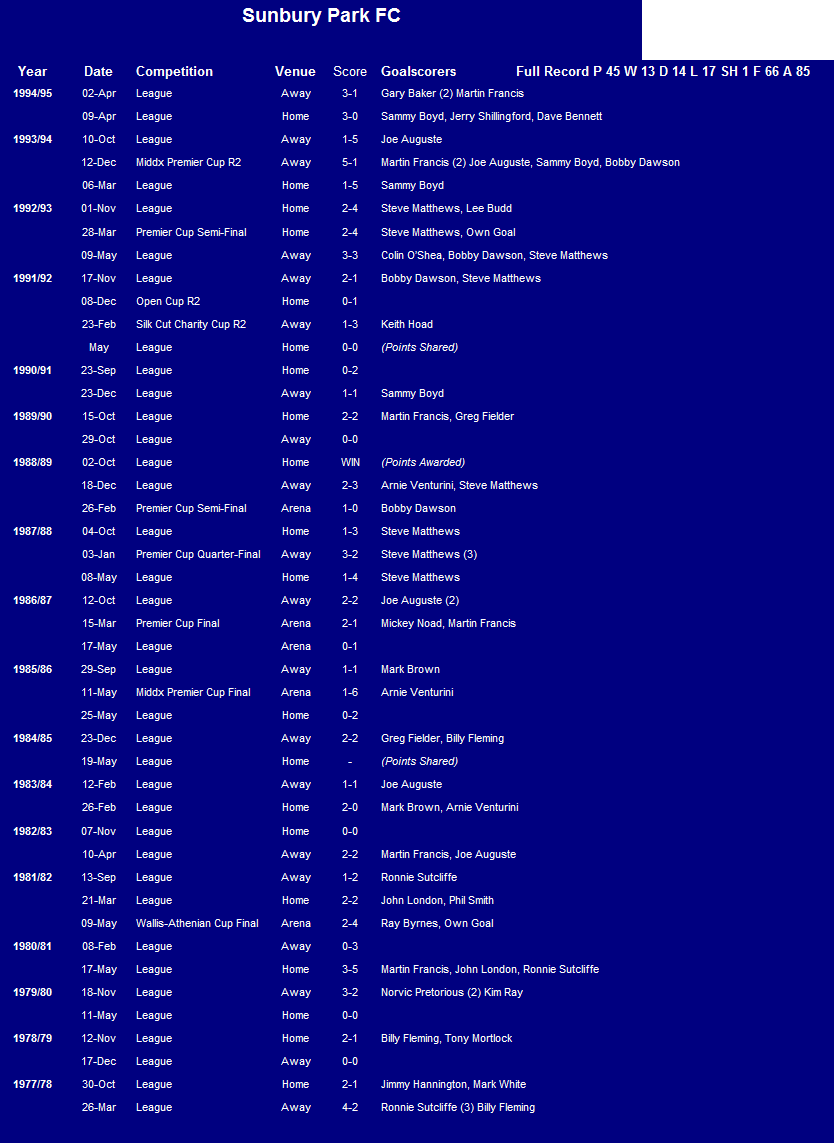 Sunbury Park FC
Year Date Competition Venue Score Goalscorers Full Record P 45 W 13 D 14 L 17 SH 1 F 66 A 85
1994/95 02-Apr League Away 3-1 Gary Baker (2) Martin Francis
09-Apr League Home 3-0 Sammy Boyd, Jerry Shillingford, Dave Bennett
1993/94 10-Oct League Away 1-5 Joe Auguste
12-Dec Middx Premier Cup R2 Away 5-1 Martin Francis (2) Joe Auguste, Sammy Boyd, Bobby Dawson
06-Mar League Home 1-5 Sammy Boyd
1992/93 01-Nov League Home 2-4 Steve Matthews, Lee Budd
28-Mar Premier Cup Semi-Final Home 2-4 Steve Matthews, Own Goal
09-May League Away 3-3 Colin O'Shea, Bobby Dawson, Steve Matthews
1991/92 17-Nov League Away 2-1 Bobby Dawson, Steve Matthews
08-Dec Open Cup R2 Home 0-1
23-Feb Silk Cut Charity Cup R2 Away 1-3 Keith Hoad
May League Home 0-0 (Points Shared)
1990/91 23-Sep League Home 0-2
23-Dec League Away 1-1 Sammy Boyd
1989/90 15-Oct League Home 2-2 Martin Francis, Greg Fielder
29-Oct League Away 0-0
1988/89 02-Oct League Home WIN (Points Awarded)
18-Dec League Away 2-3 Arnie Venturini, Steve Matthews
26-Feb Premier Cup Semi-Final Arena 1-0 Bobby Dawson
1987/88 04-Oct League Home 1-3 Steve Matthews
03-Jan Premier Cup Quarter-Final Away 3-2 Steve Matthews (3)
08-May League Home 1-4 Steve Matthews
1986/87 12-Oct League Away 2-2 Joe Auguste (2)
15-Mar Premier Cup Final Arena 2-1 Mickey Noad, Martin Francis
17-May League Arena 0-1
1985/86 29-Sep League Away 1-1 Mark Brown
11-May Middx Premier Cup Final Arena 1-6 Arnie Venturini
25-May League Home 0-2
1984/85 23-Dec League Away 2-2 Greg Fielder, Billy Fleming
19-May League Home - (Points Shared)
1983/84 12-Feb League Away 1-1 Joe Auguste
26-Feb League Home 2-0 Mark Brown, Arnie Venturini
1982/83 07-Nov League Home 0-0
10-Apr League Away 2-2 Martin Francis, Joe Auguste
1981/82 13-Sep League Away 1-2 Ronnie Sutcliffe
21-Mar League Home 2-2 John London, Phil Smith
09-May Wallis-Athenian Cup Final Arena 2-4 Ray Byrnes, Own Goal
1980/81 08-Feb League Away 0-3
17-May League Home 3-5 Martin Francis, John London, Ronnie Sutcliffe
1979/80 18-Nov League Away 3-2 Norvic Pretorious (2) Kim Ray
11-May League Home 0-0
1978/79 12-Nov League Home 2-1 Billy Fleming, Tony Mortlock
17-Dec League Away 0-0
1977/78 30-Oct League Home 2-1 Jimmy Hannington, Mark White
26-Mar League Away 4-2 Ronnie Sutcliffe (3) Billy Fleming